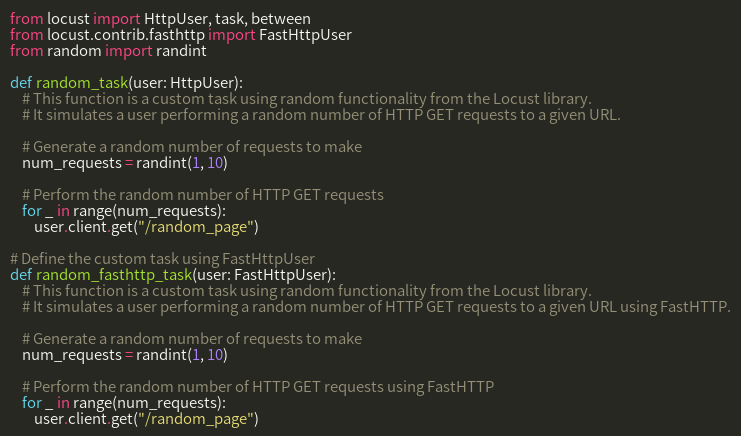 from locust import HttpUser, task, between
from locust.contrib.fasthttp import FastHttpUser
from random import randint

def random_task(user: HttpUser):
    # This function is a custom task using random functionality from the Locust library.
    # It simulates a user performing a random number of HTTP GET requests to a given URL.

    # Generate a random number of requests to make
    num_requests = randint(1, 10)

    # Perform the random number of HTTP GET requests
    for _ in range(num_requests):
        user.client.get("/random_page")

# Define the custom task using FastHttpUser
def random_fasthttp_task(user: FastHttpUser):
    # This function is a custom task using random functionality from the Locust library.
    # It simulates a user performing a random number of HTTP GET requests to a given URL using FastHTTP.

    # Generate a random number of requests to make
    num_requests = randint(1, 10)

    # Perform the random number of HTTP GET requests using FastHTTP
    for _ in range(num_requests):
        user.client.get("/random_page")